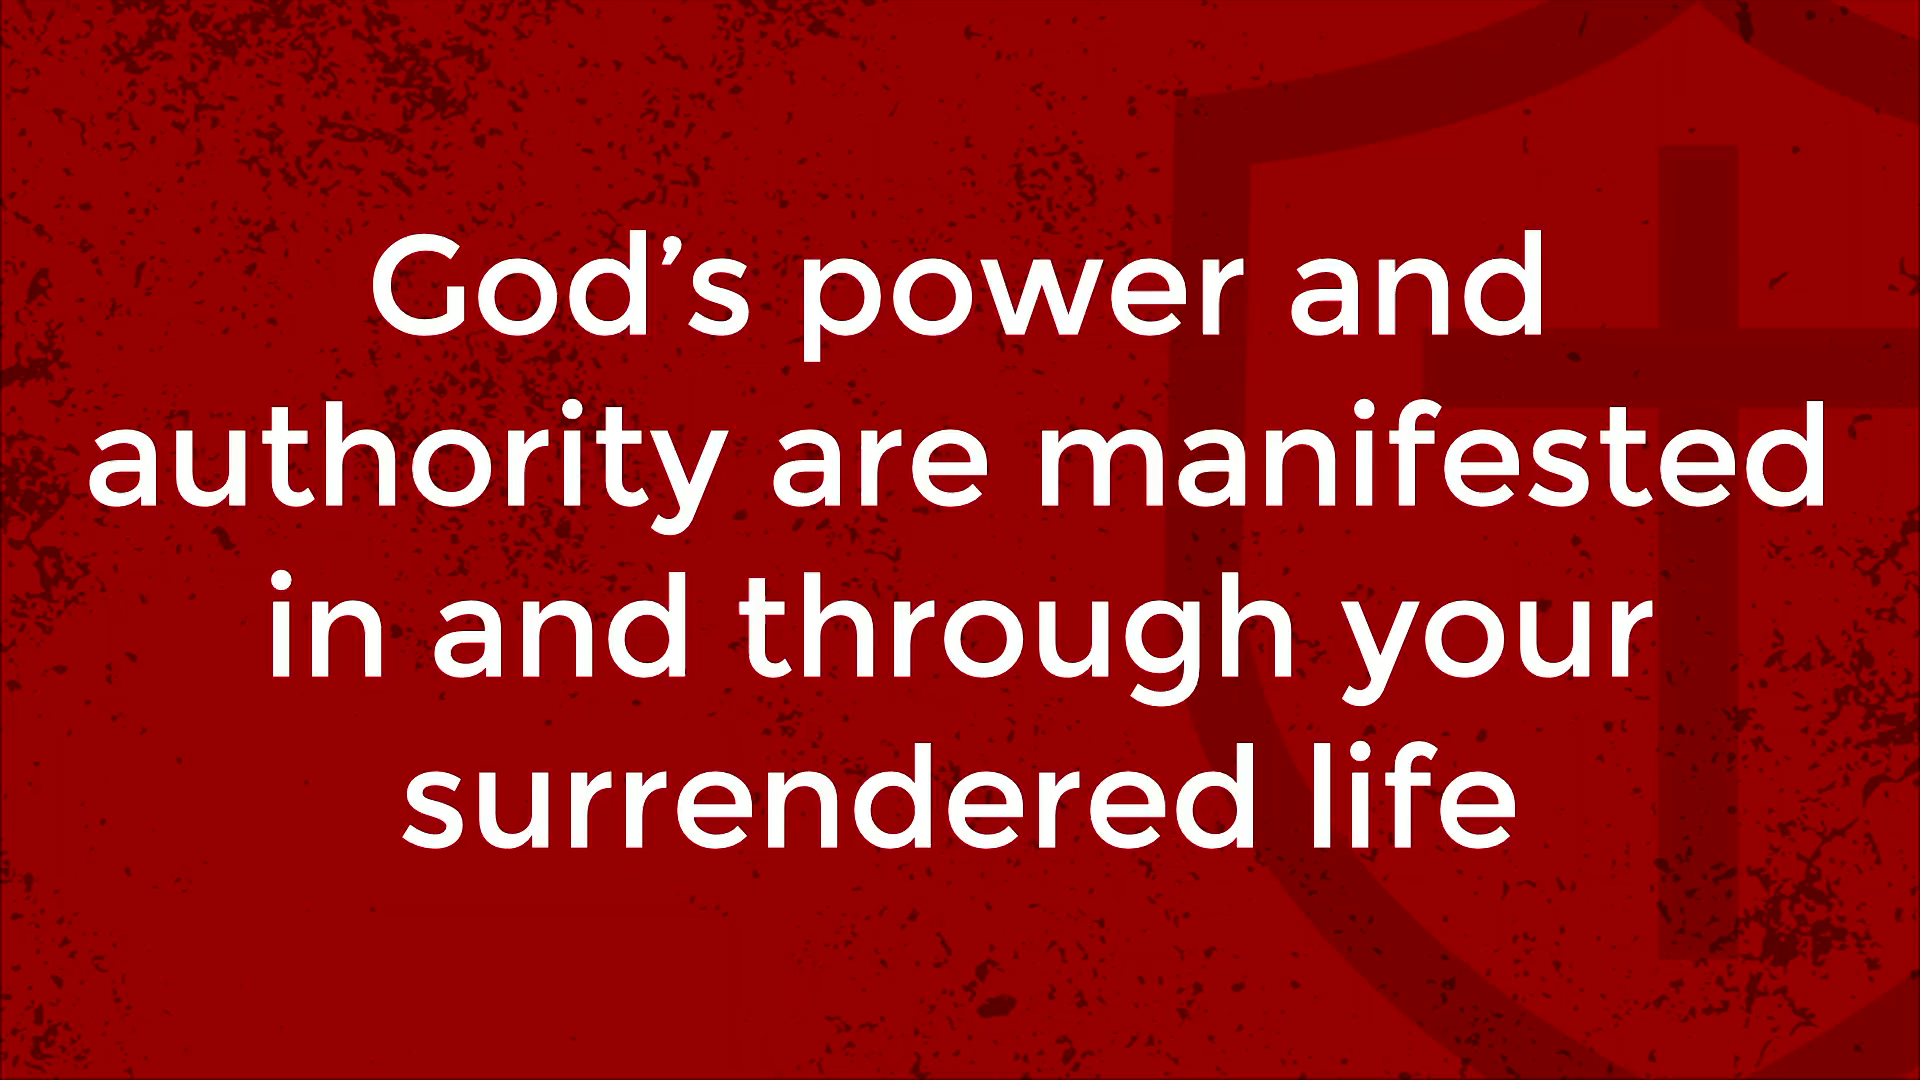 God’s power and
authority are manifested
in and through your
surrendered life